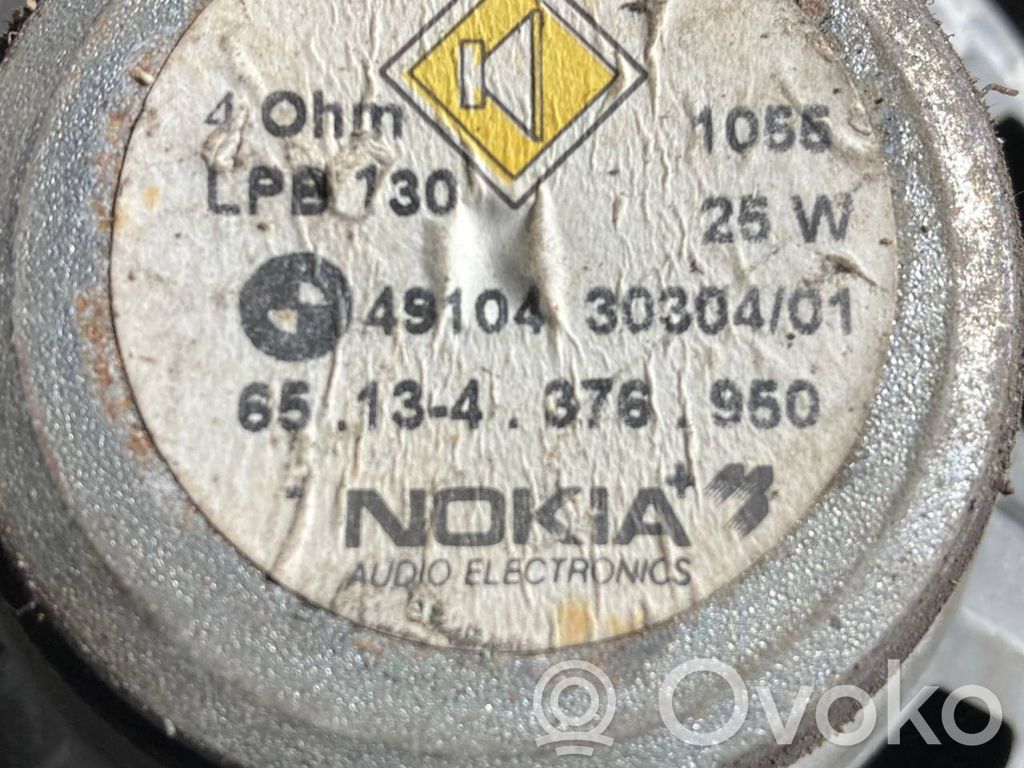 4 Ohm 1055
LPB 130 25 W
49104 30304/01
65.13-4.376.950
- NOKIA +
AUDIO ELECTRONICS
Ovoko